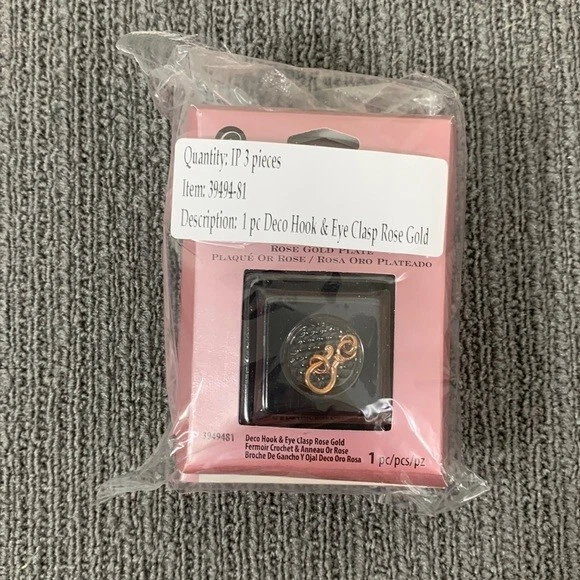 Quantity: IP 3 pieces
Item: 39494-81
Description: 1 pc Deco Hook & Eye Clasp Rose Gold
ROSE GOLD PLATE
PLAQUÉ OR ROSE / ROSA ORO PLATEADO
3949481
Deco Hook & Eye Clasp Rose Gold
Fermoir Crochet & Anneau Or Rose
Broche De Gancho Y Ojal Deco Oro Rosa
1 pc/pcs/pz